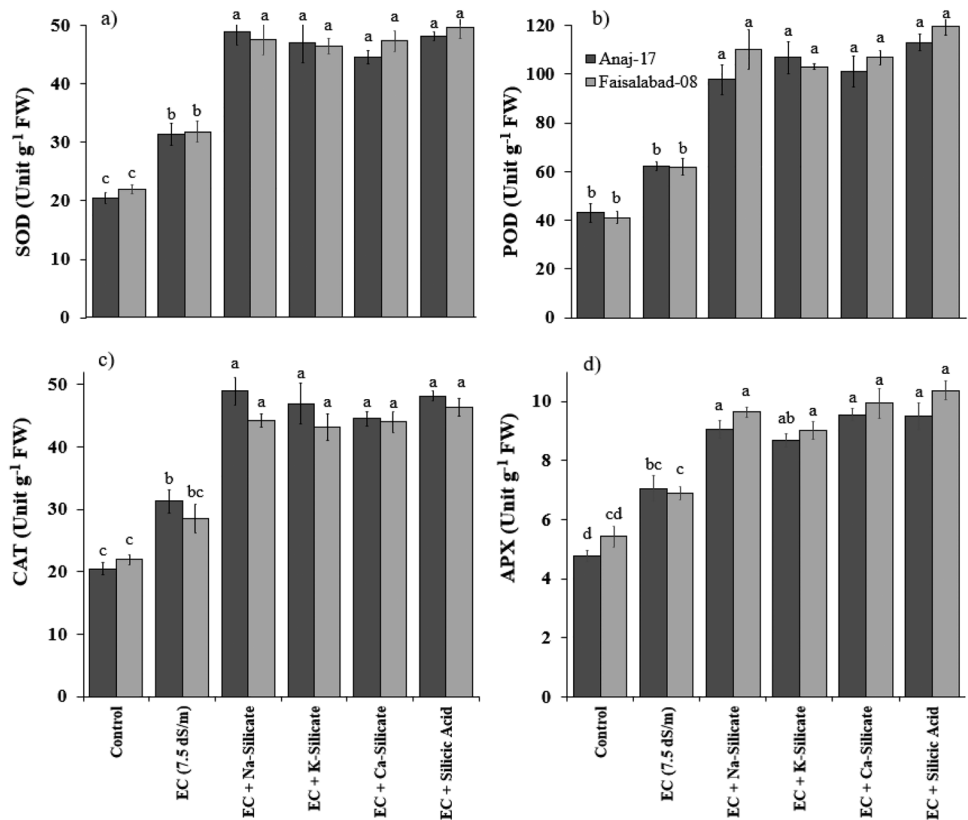 a)
SOD (Unit g-1 FW)
50
40
30
20
10
0
c c b b a a a a a a a a
b)
Anaj-17
Faisalabad-08
POD (Unit g-1 FW)
120
100
80
60
40
20
0
b b b b a a a a a a a a
c)
CAT (Unit g-1 FW)
50
40
30
20
10
0
c c b bc a a a a a a a a
Control
EC (7.5 dS/m)
EC + Na-Silicate
EC + K-Silicate
EC + Ca-Silicate
EC + Silicic Acid
d)
APX (Unit g-1 FW)
10
8
6
4
2
0
d cd bc c a a ab a a a a a
Control
EC (7.5 dS/m)
EC + Na-Silicate
EC + K-Silicate
EC + Ca-Silicate
EC + Silicic Acid